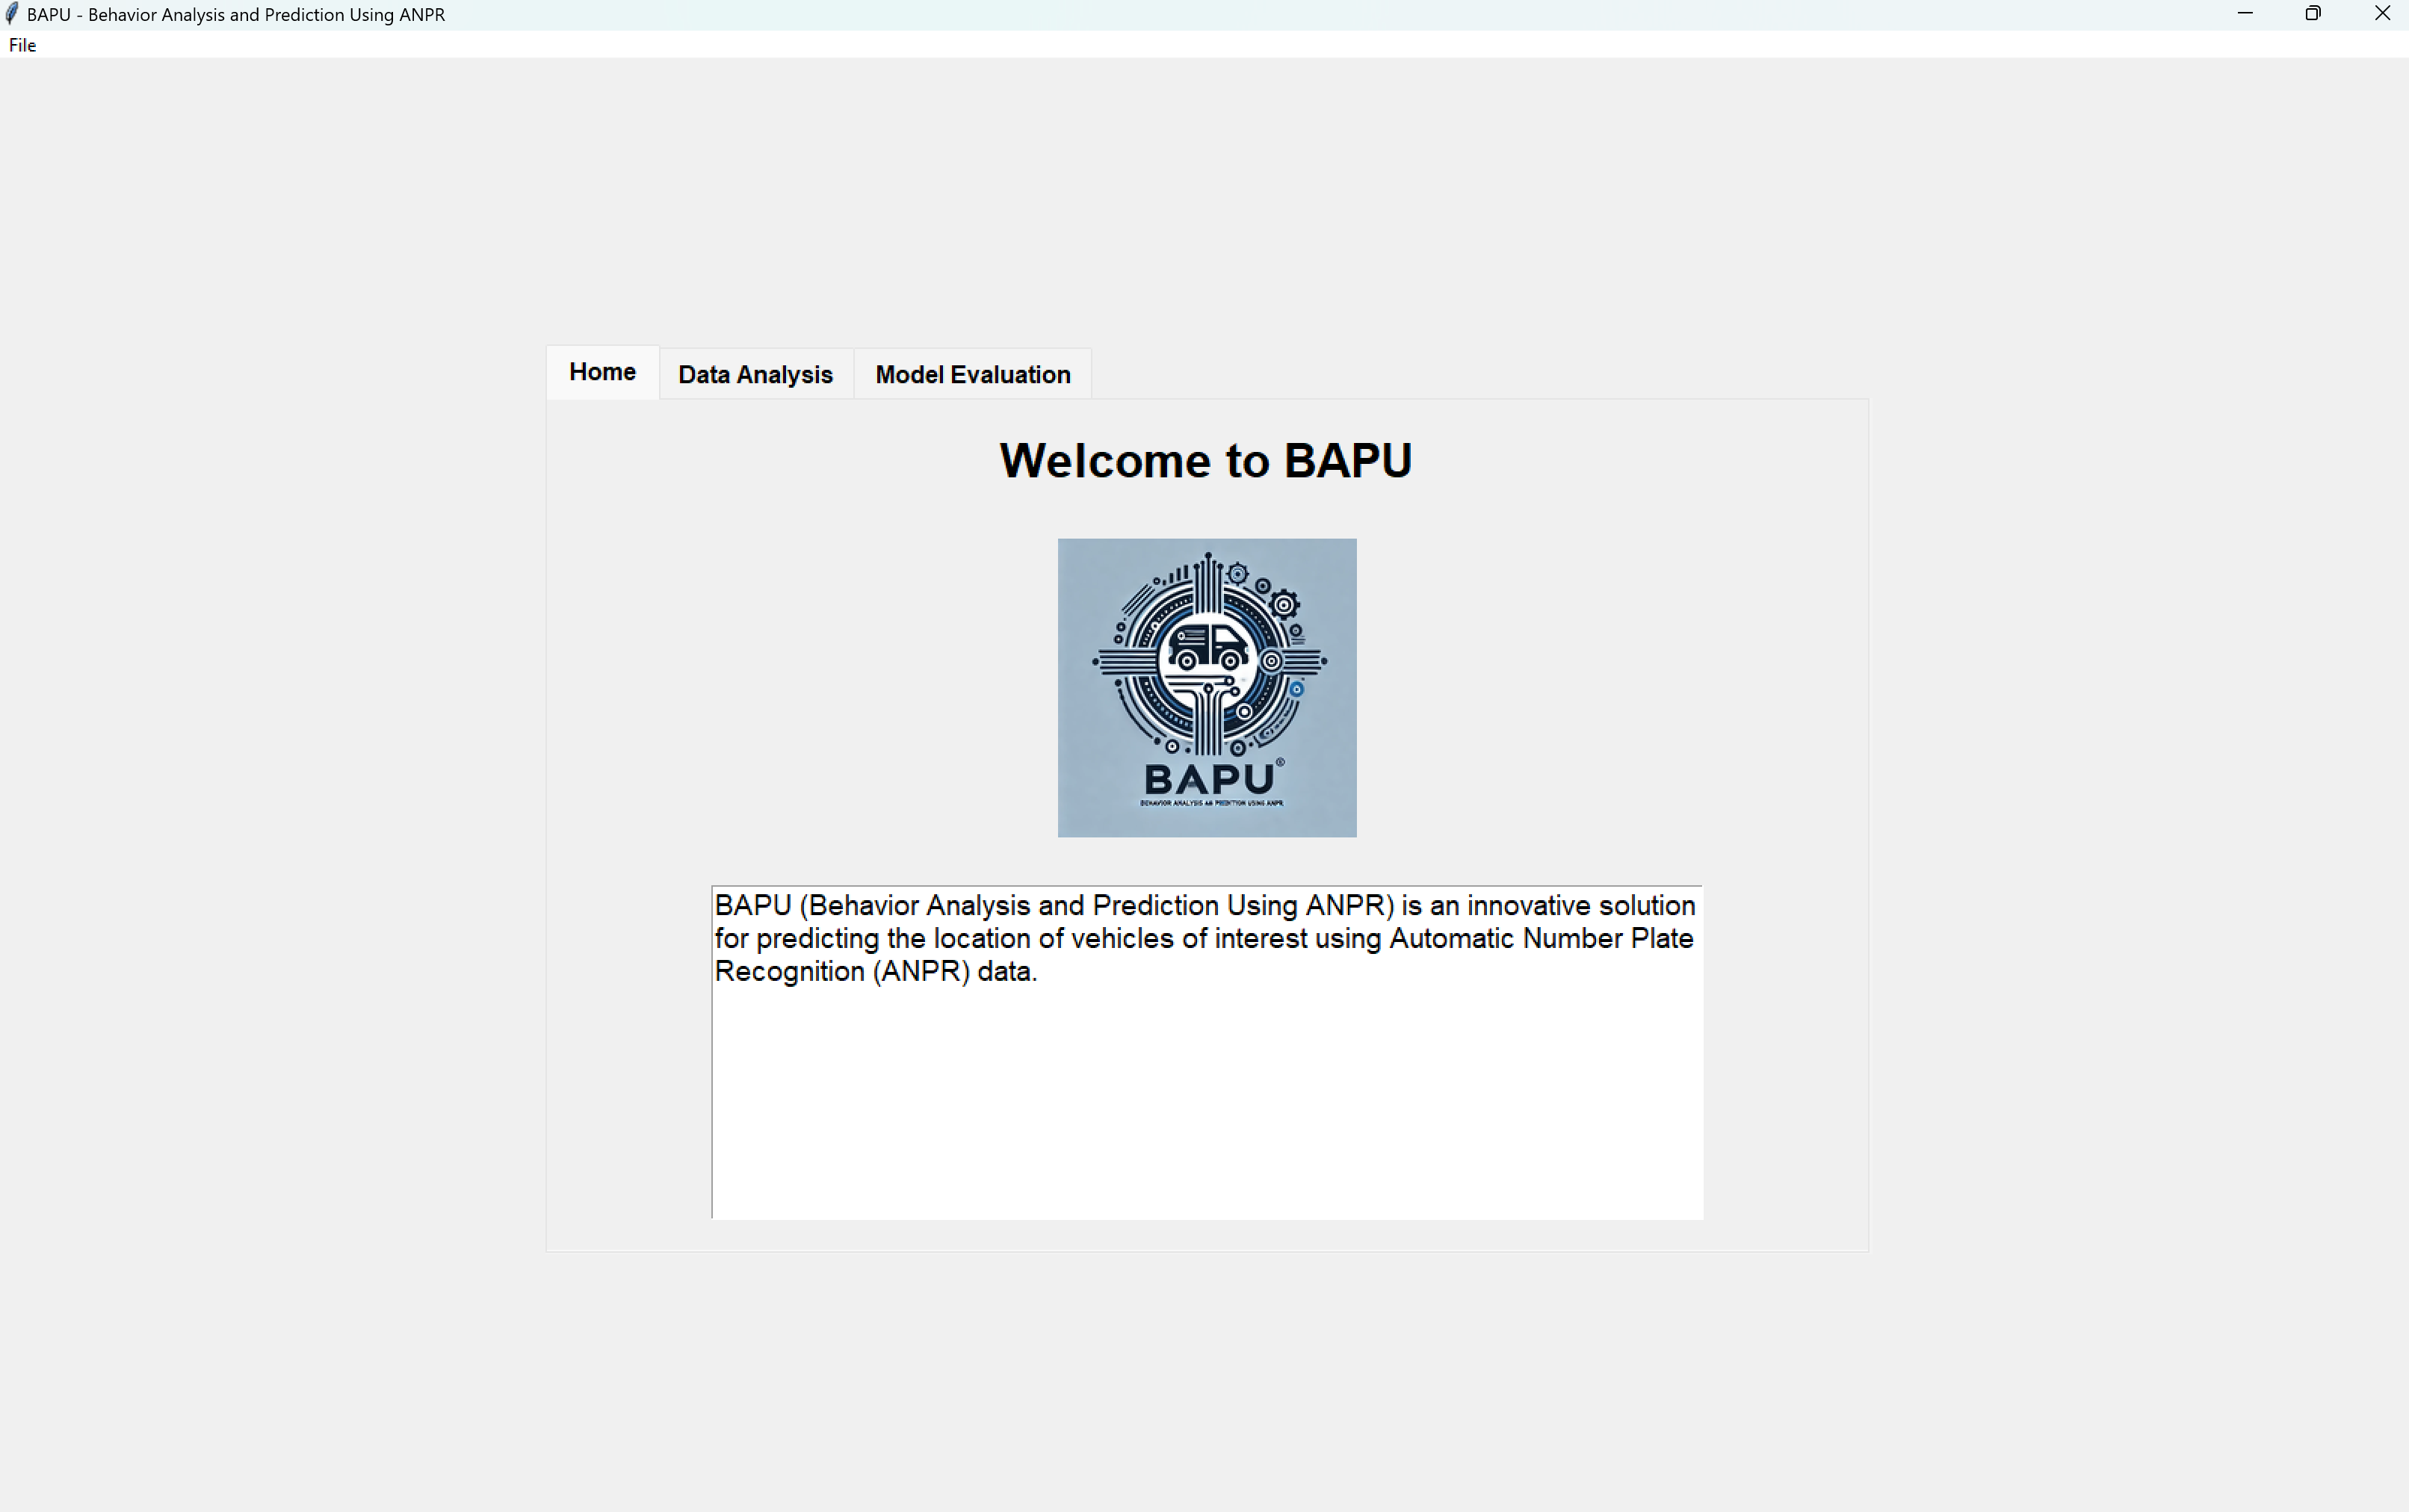 BAPU - Behavior Analysis and Prediction Using ANPR
File
Home
Data Analysis
Model Evaluation
Welcome to BAPU
BAPU®
BEHAVIOR ANALYSIS USING ANPR
BAPU (Behavior Analysis and Prediction Using ANPR) is an innovative solution
for predicting the location of vehicles of interest using Automatic Number Plate
Recognition (ANPR) data.